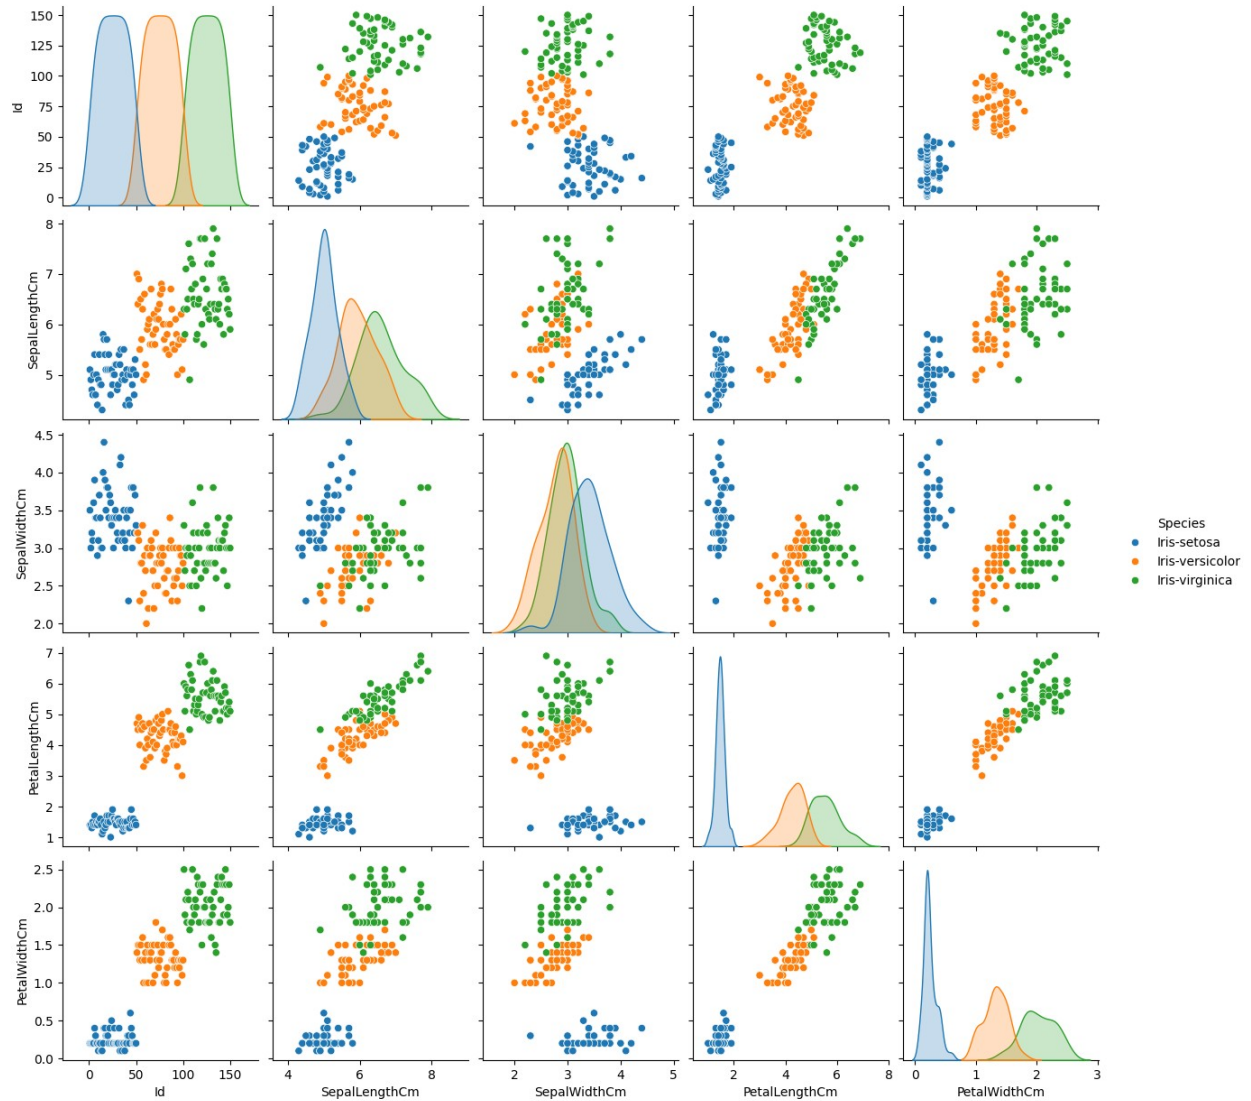 150
125
100
75
50
25
0
Id
8
7
6
5
SepalLengthCm
4.5
4.0
3.5
3.0
2.5
2.0
SepalWidthCm
Species
Iris-setosa
Iris-versicolor
Iris-virginica
7
6
5
4
3
2
1
PetalLengthCm
2.5
2.0
1.5
1.0
0.5
0.0
PetalWidthCm
0 50 100 150
4 6 8
2 3 4 5
2 4 6 8
0 1 2 3
Id
SepalLengthCm
SepalWidthCm
PetalLengthCm
PetalWidthCm